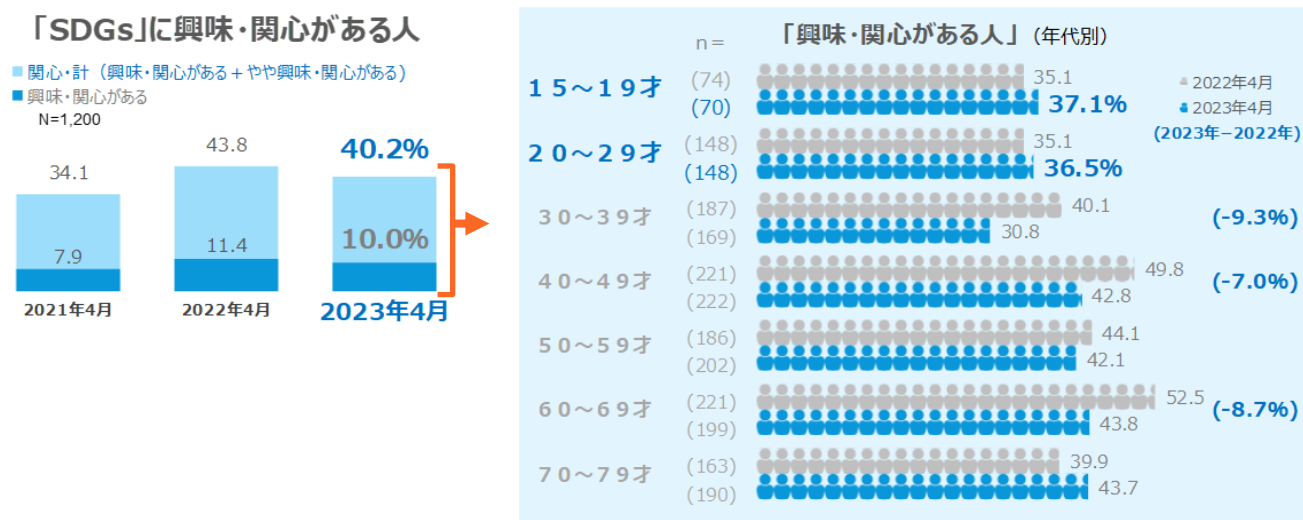 「SDGs」に興味・関心がある人
関心・計（興味・関心がある＋やや興味・関心がある)
興味・関心がある
N=1,200
34.1
7.9
2021年4月
43.8
11.4
2022年4月
40.2%
10.0%
2023年4月
「興味・関心がある人」（年代別）
n＝
2022年4月
2023年4月
(2023年−2022年)
１５～１９才
(74) 35.1
(70) 37.1%
２０～２９才
(148) 35.1
(148) 36.5%
３０～３９才
(187) 40.1
(169) 30.8
(-9.3%)
４０～４９才
(221) 49.8
(222) 42.8
(-7.0%)
５０～５９才
(186) 44.1
(202) 42.1
６０～６９才
(221) 52.5
(199) 43.8
(-8.7%)
７０～７９才
(163) 39.9
(190) 43.7